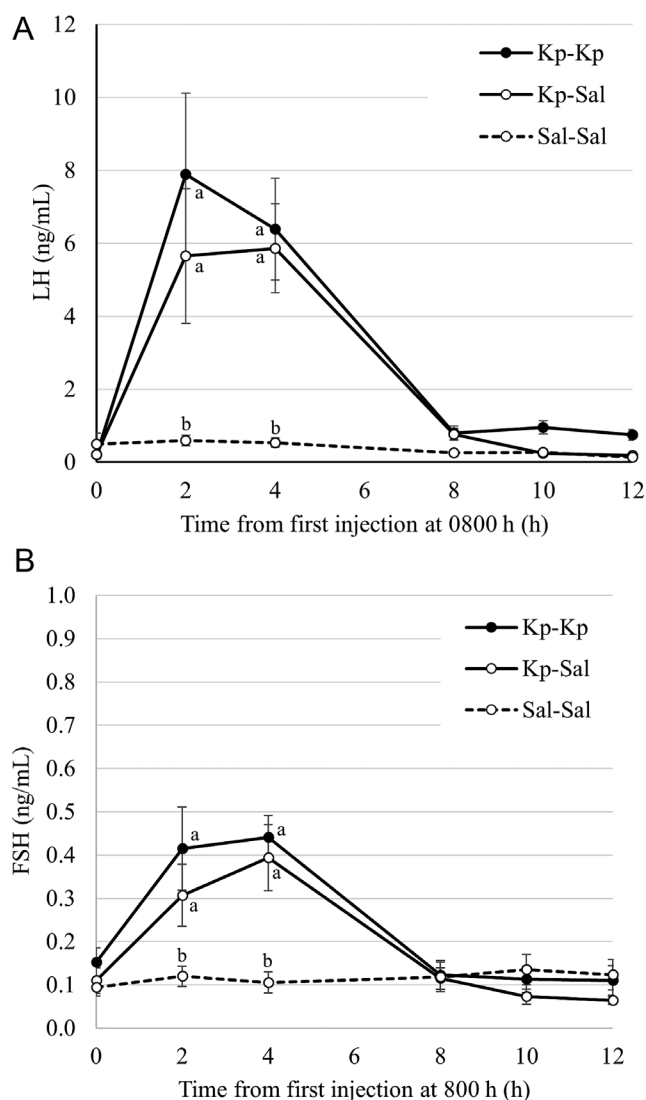 A
12
10
8
6
4
2
0
LH (ng/mL)
Kp-Kp
Kp-Sal
Sal-Sal
a
a
a
a
b
b
0 2 4 8 10 12
Time from first injection at 0800 h (h)
B
1.0
0.9
0.8
0.7
0.6
0.5
0.4
0.3
0.2
0.1
0.0
FSH (ng/mL)
Kp-Kp
Kp-Sal
Sal-Sal
a
a
a
a
b
b
0 2 4 8 10 12
Time from first injection at 800 h (h)